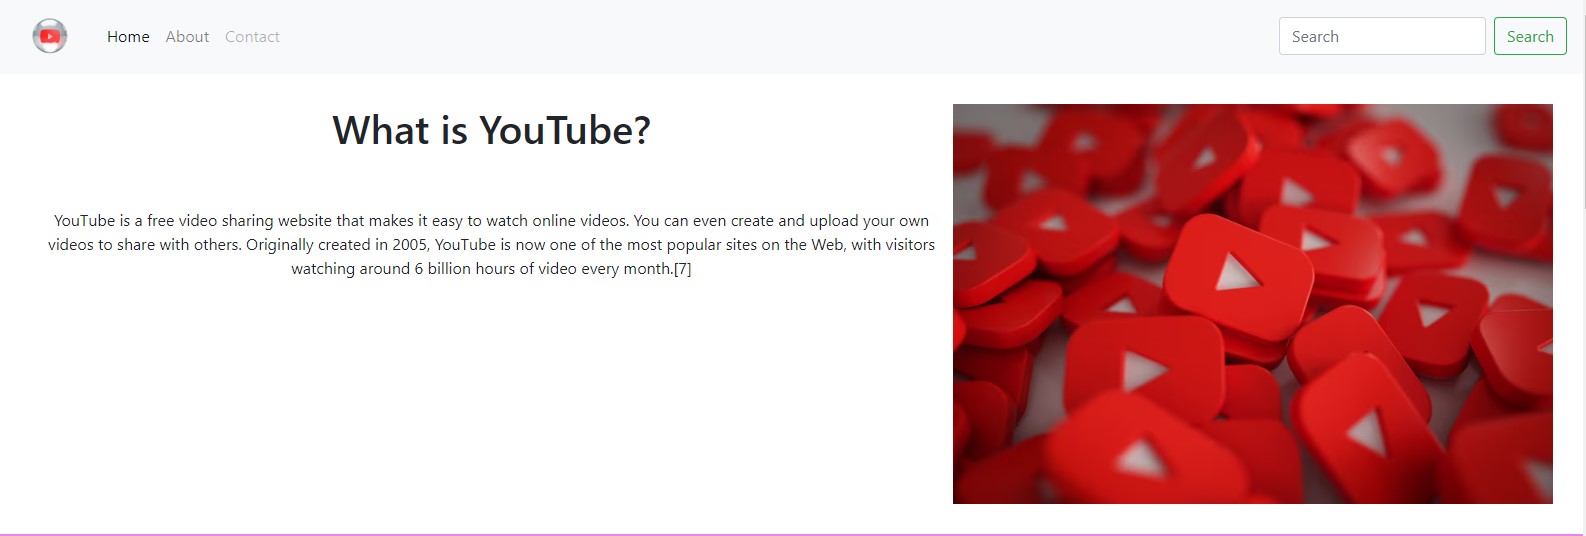 Home About Contact Search Search
What is YouTube?
YouTube is a free video sharing website that makes it easy to watch online videos. You can even create and upload your own
videos to share with others. Originally created in 2005, YouTube is now one of the most popular sites on the Web, with visitors
watching around 6 billion hours of video every month.[7]